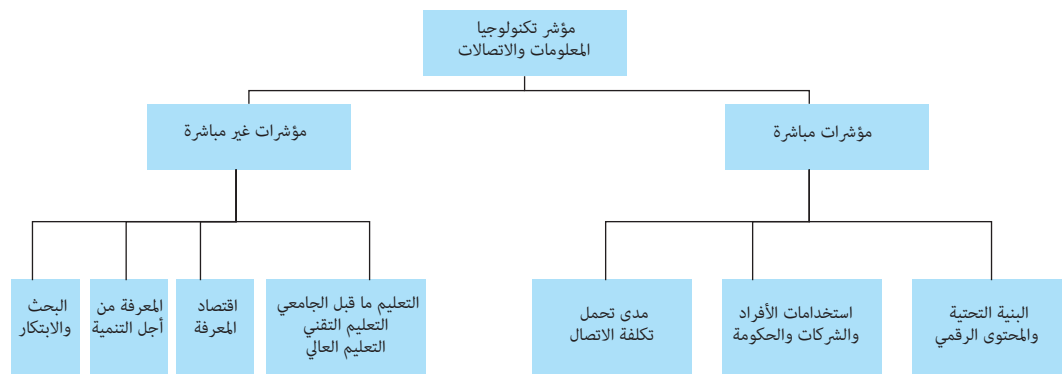 مؤشر تكنولوجيا
المعلومات والاتصالات
مؤشرات مباشرة
مؤشرات غير مباشرة
البنية التحتية
والمحتوى الرقمي
استخدامات الأفراد
والشركات والحكومة
مدى تحمل
تكلفة الاتصال
التعليم ما قبل الجامعي
التعليم التقني
التعليم العالي
اقتصاد
المعرفة
المعرفة من
أجل التنمية
البحث
والابتكار